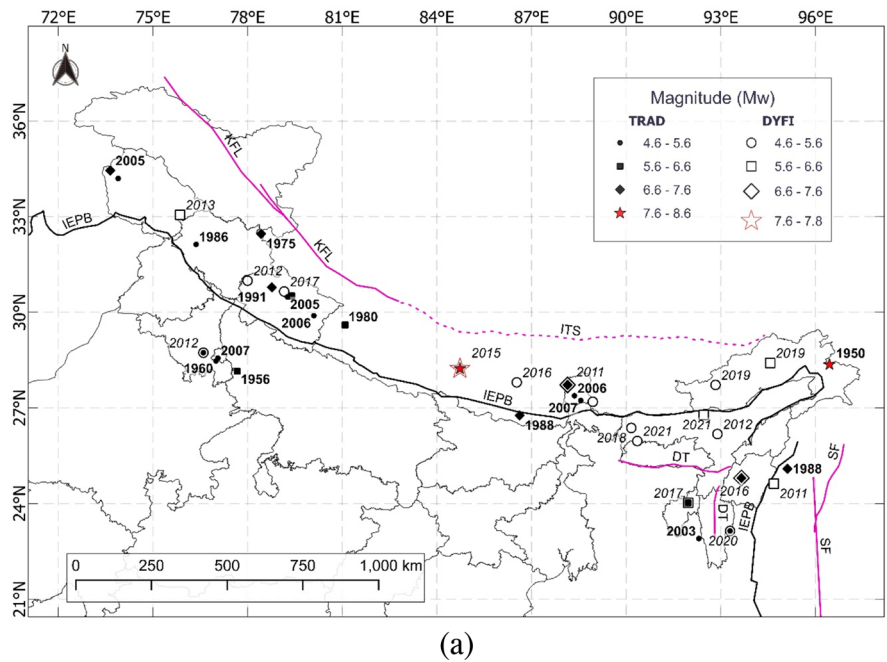 72°E 75°E 78°E 81°E 84°E 87°E 90°E 93°E 96°E
N
36°N
33°N
30°N
27°N
24°N
21°N
Magnitude (Mw)
TRAD DYFI
4.6 - 5.6 4.6 - 5.6
5.6 - 6.6 5.6 - 6.6
6.6 - 7.6 6.6 - 7.6
7.6 - 8.6 7.6 - 7.8
KFL
2005
2013
IEPB
1986
1975
KFL
2012
2017
1991
2005
2006
1980
ITS
2012
2007
1960
1956
2015
2016
2011
2006
IEPB
2007
1988
2019
2019
1950
2018
2021
2021
2012
DT
SF
1988
2017
2016
2011
DT
IEPB
2003
2020
SF
0 250 500 750 1,000 km
(a)